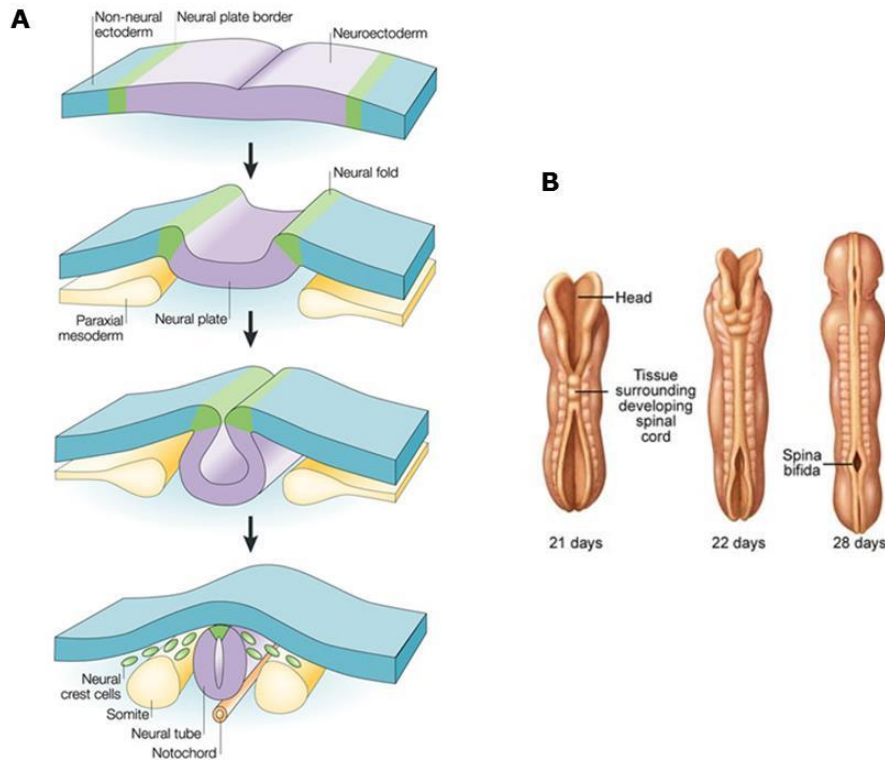 A
Non-neural
ectoderm
Neural plate border
Neuroectoderm
Neural fold
Paraxial
mesoderm
Neural plate
Neural
crest cells
Somite
Neural tube
Notochord
B
Head
Tissue
surrounding
developing
spinal
cord
Spina
bifida
21 days
22 days
28 days